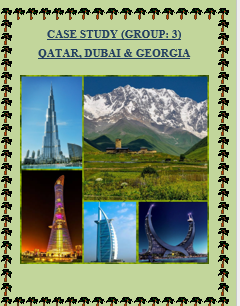 CASE STUDY (GROUP: 3)
QATAR, DUBAI & GEORGIA